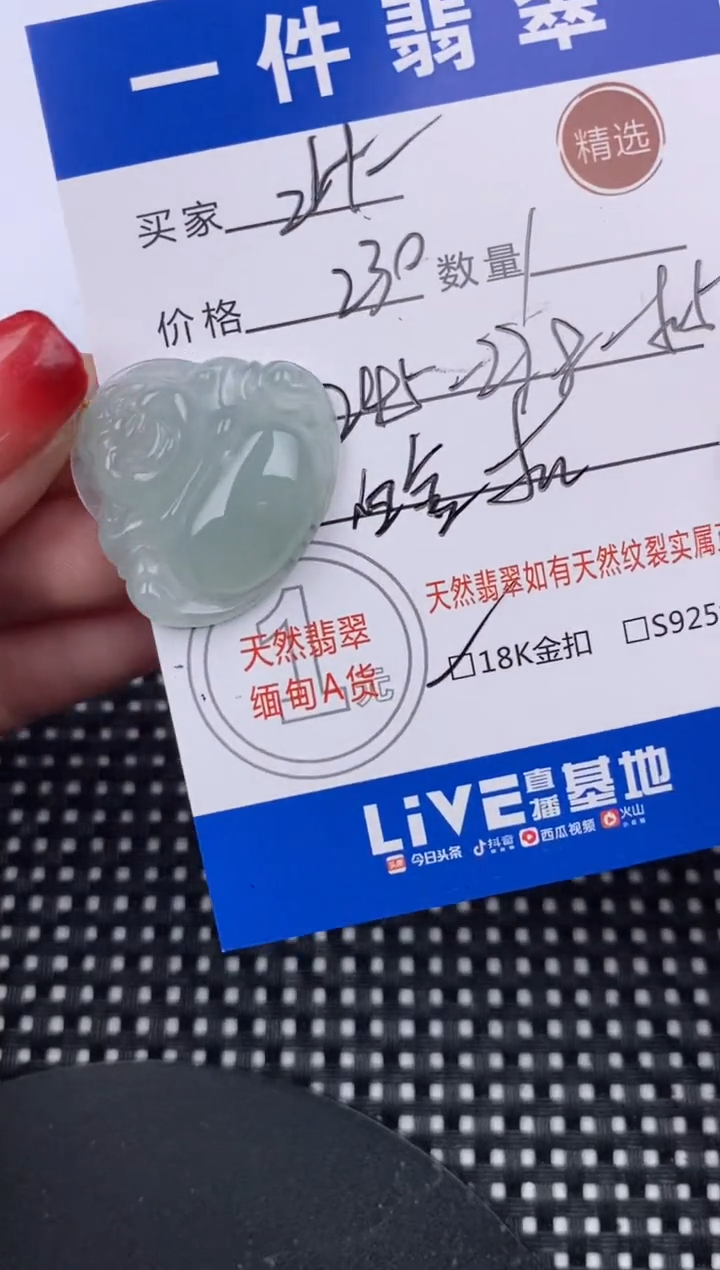 一件翡翠
精选
买家
价格 230 数量 1
天然翡翠如有天然纹裂实属
1元
天然翡翠
缅甸A货
□18K金扣 □S925
LiVE直播基地
今日头条 抖音 西瓜视频 火山